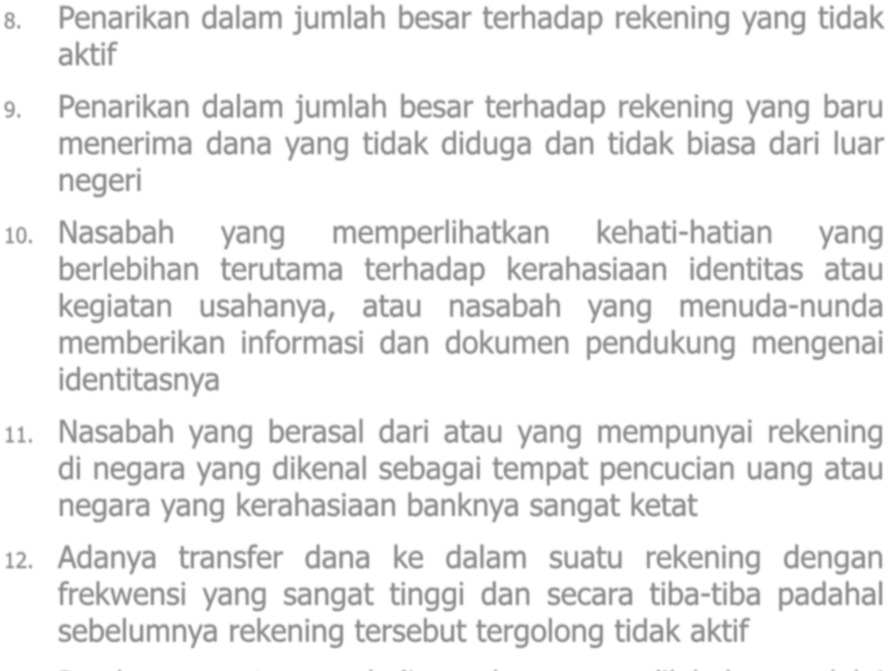 8. Penarikan dalam jumlah besar terhadap rekening yang tidak
aktif
9. Penarikan dalam jumlah besar terhadap rekening yang baru
menerima dana yang tidak diduga dan tidak biasa dari luar
negeri
10. Nasabah yang memperlihatkan kehati-hatian yang
berlebihan terutama terhadap kerahasiaan identitas atau
kegiatan usahanya, atau nasabah yang menuda-nunda
memberikan informasi dan dokumen pendukung mengenai
identitasnya
11. Nasabah yang berasal dari atau yang mempunyai rekening
di negara yang dikenal sebagai tempat pencucian uang atau
negara yang kerahasiaan banknya sangat ketat
12. Adanya transfer dana ke dalam suatu rekening dengan
frekwensi yang sangat tinggi dan secara tiba-tiba padahal
sebelumnya rekening tersebut tergolong tidak aktif